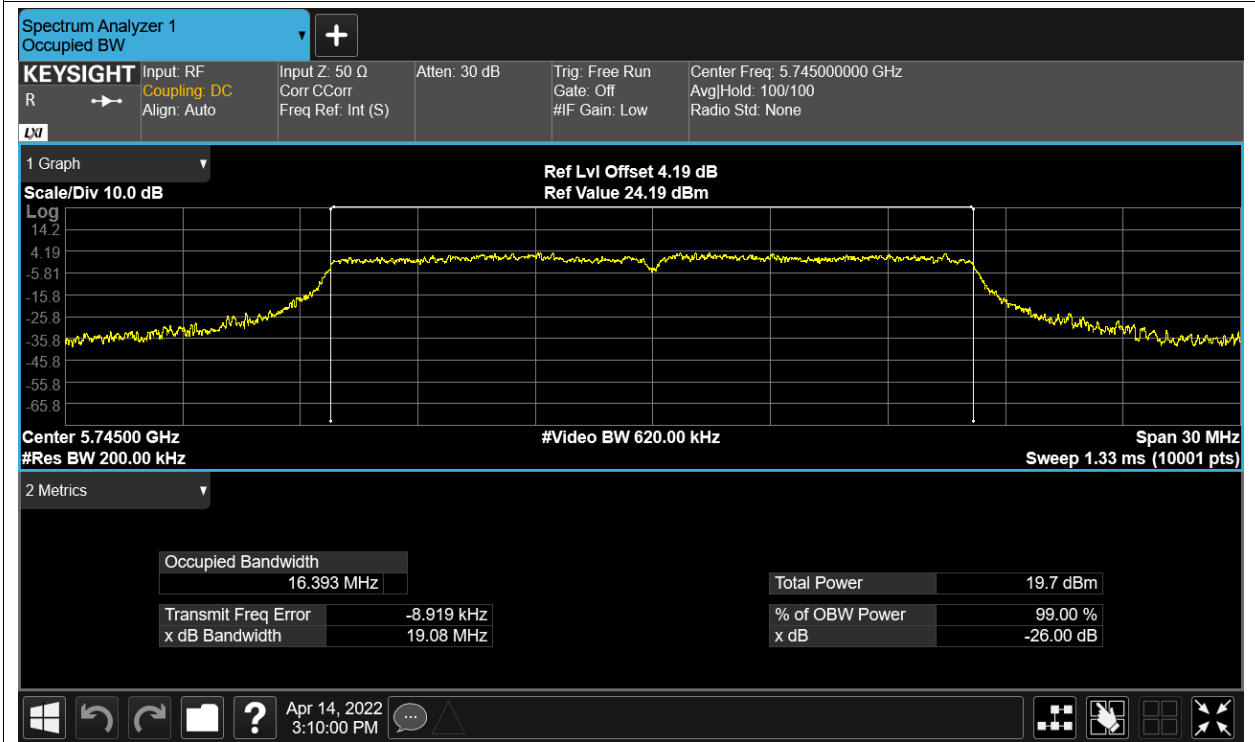 Spectrum Analyzer 1
Occupied BW
KEYSIGHT
R
LXI
Input: RF
Coupling: DC
Align: Auto
Input Z: 50 Ω
Corr CCorr
Freq Ref: Int (S)
Atten: 30 dB
Trig: Free Run
Gate: Off
#IF Gain: Low
Center Freq: 5.745000000 GHz
Avg|Hold: 100/100
Radio Std: None
1 Graph
Scale/Div 10.0 dB
Ref Lvl Offset 4.19 dB
Ref Value 24.19 dBm
Log
14.2
4.19
-5.81
-15.8
-25.8
-35.8
-45.8
-55.8
-65.8
Center 5.74500 GHz
#Res BW 200.00 kHz
#Video BW 620.00 kHz
Span 30 MHz
Sweep 1.33 ms (10001 pts)
2 Metrics
Occupied Bandwidth
16.393 MHz
Transmit Freq Error -8.919 kHz
x dB Bandwidth 19.08 MHz
Total Power 19.7 dBm
% of OBW Power 99.00 %
x dB -26.00 dB
?
Apr 14, 2022
3:10:00 PM